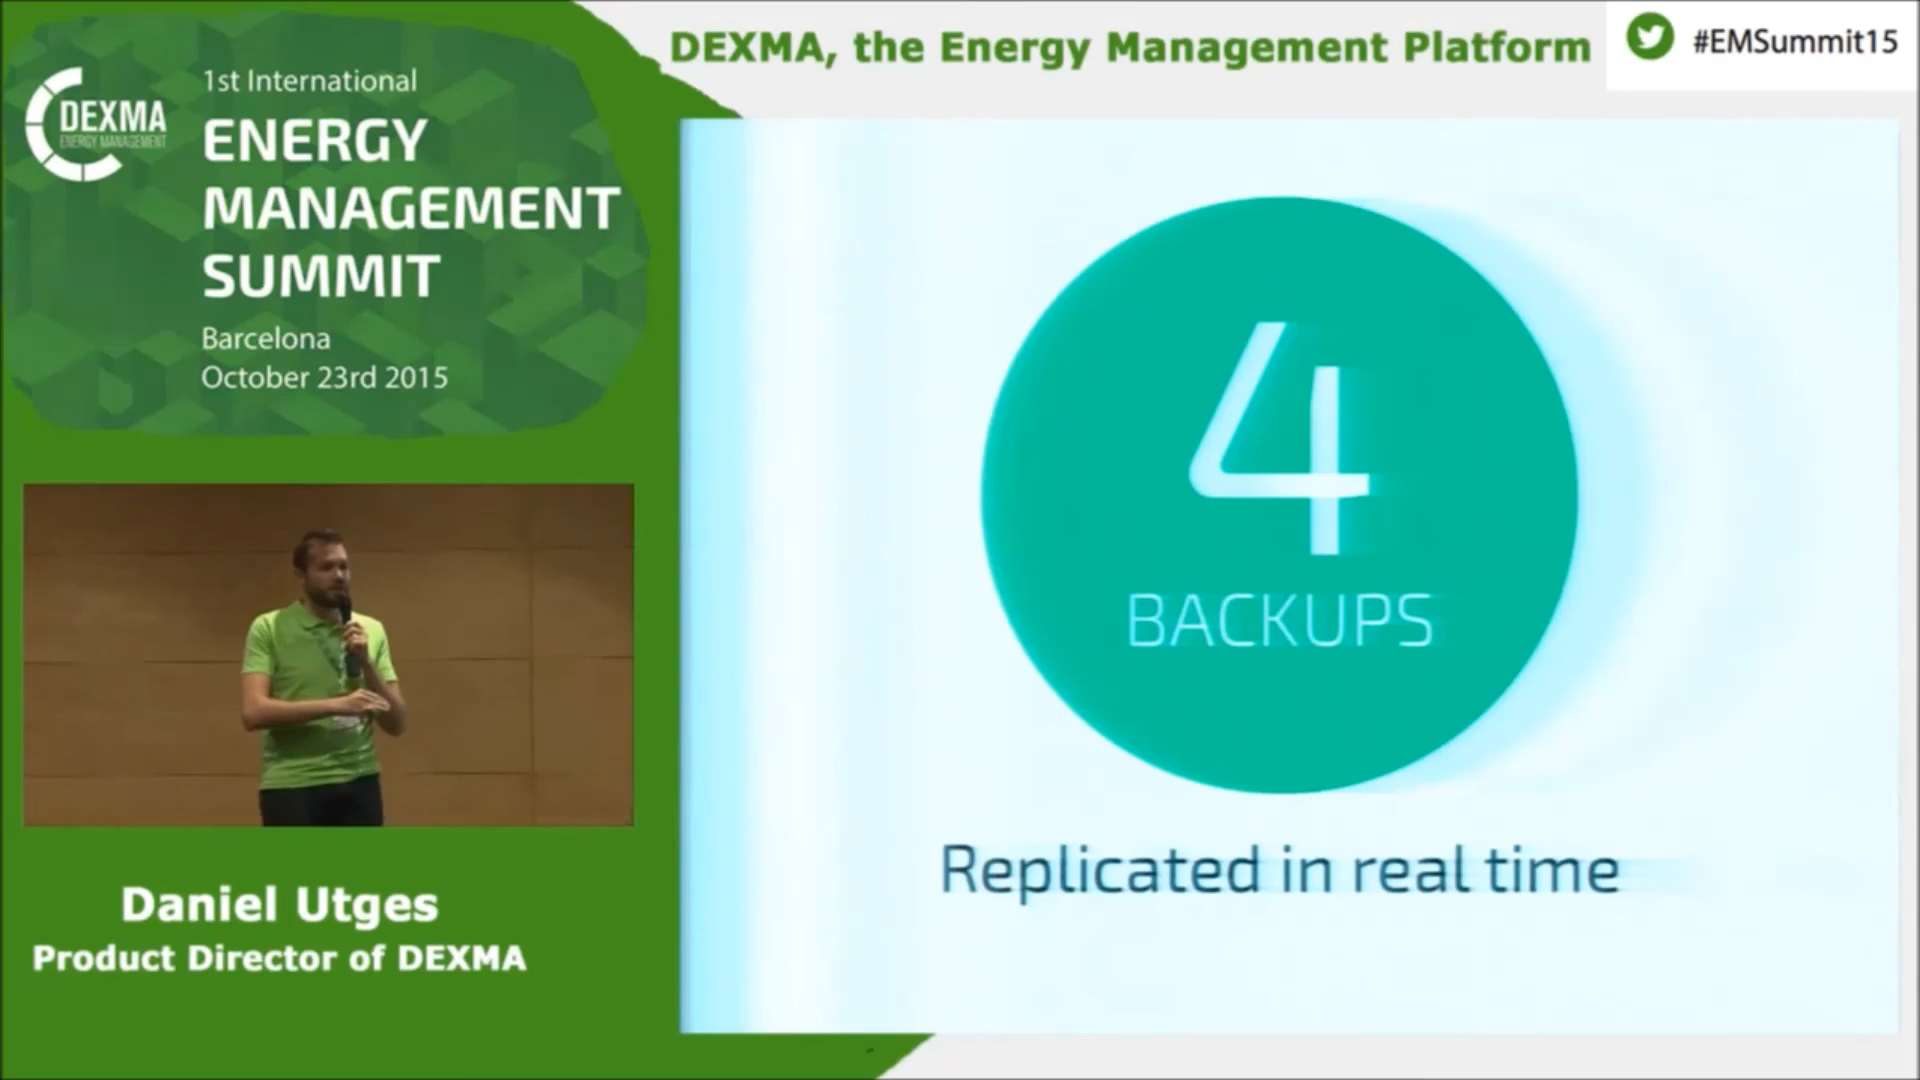 DEXMA, the Energy Management Platform
#EMSummit15
DEXMA
ENERGY MANAGEMENT
1st International
ENERGY
MANAGEMENT
SUMMIT
Barcelona
October 23rd 2015
4
BACKUPS
Replicated in real time
Daniel Utges
Product Director of DEXMA